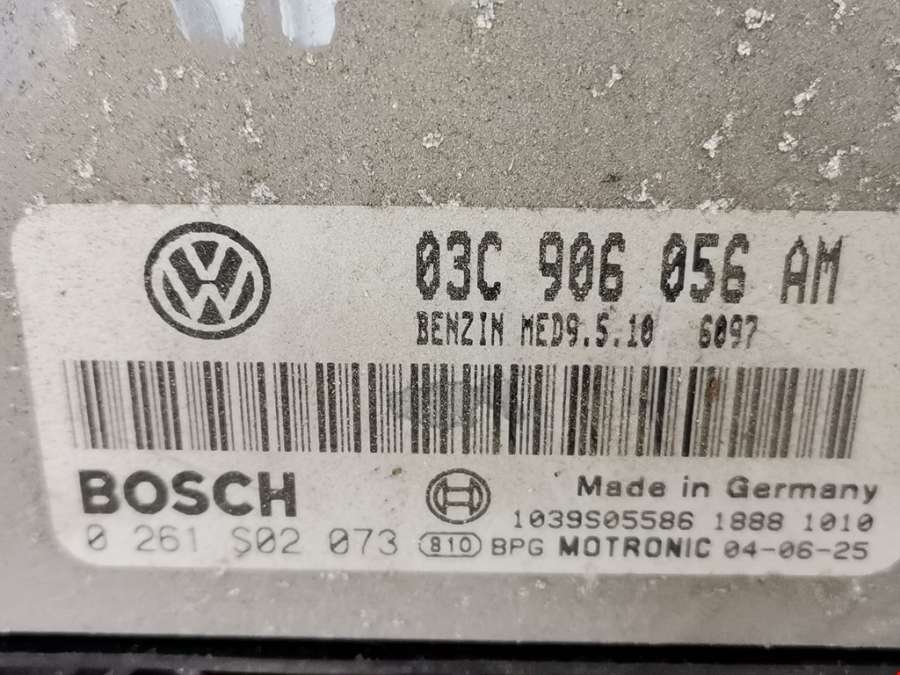 03C 906 056 AM
BENZIN MED9.5.10 6097
BOSCH
Made in Germany
1039S05586 1888 1010
0 261 S02 073 810 BPG MOTRONIC 04-06-25